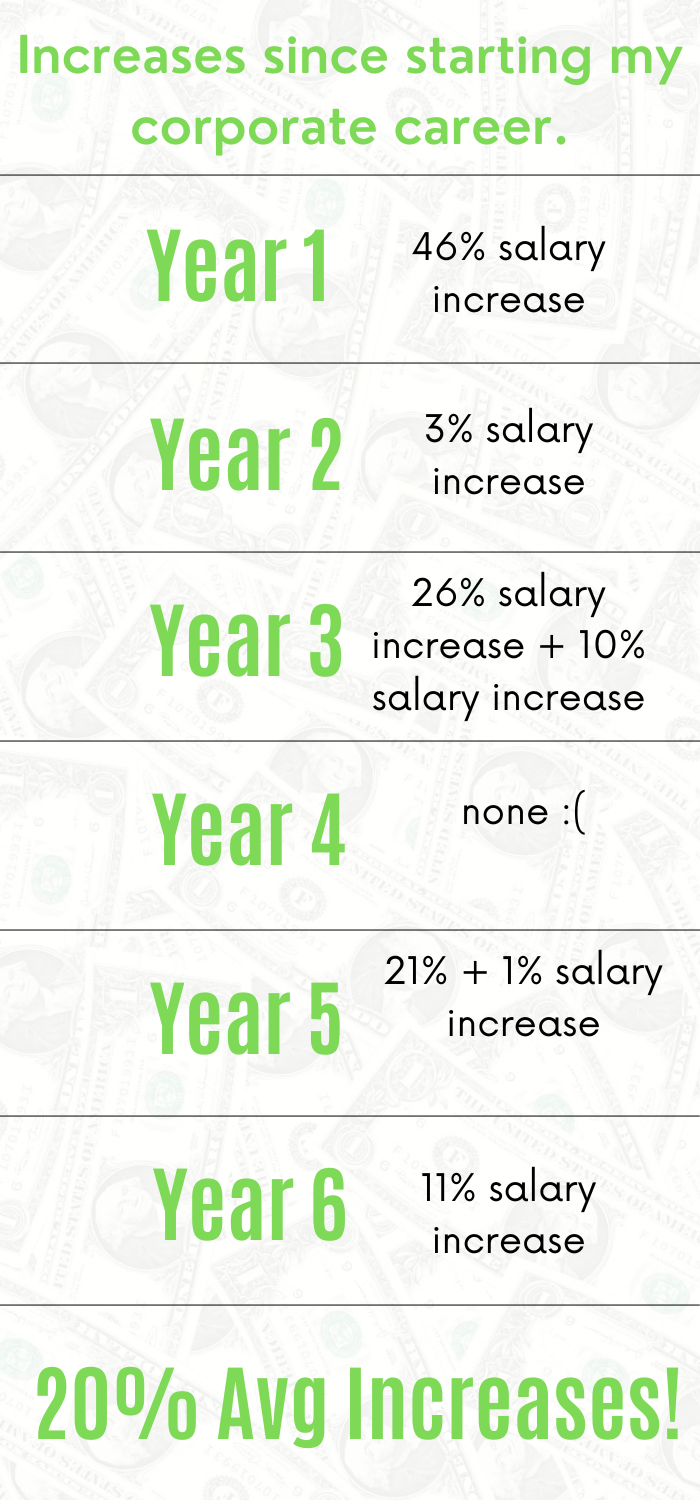 Increases since starting my
corporate career.
Year 1
46% salary
increase
Year 2
3% salary
increase
Year 3
26% salary
increase + 10%
salary increase
Year 4
none :(
Year 5
21% + 1% salary
increase
Year 6
11% salary
increase
20% Avg Increases!